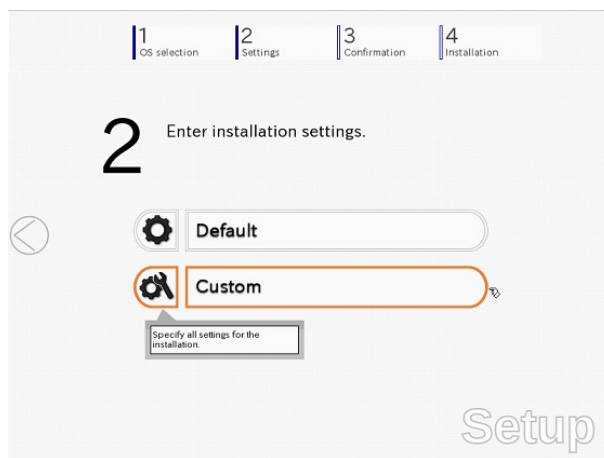 1
OS selection
2
Settings
3
Confirmation
4
Installation
2
Enter installation settings.
Default
Custom
Specify all settings for the
installation.
Setup